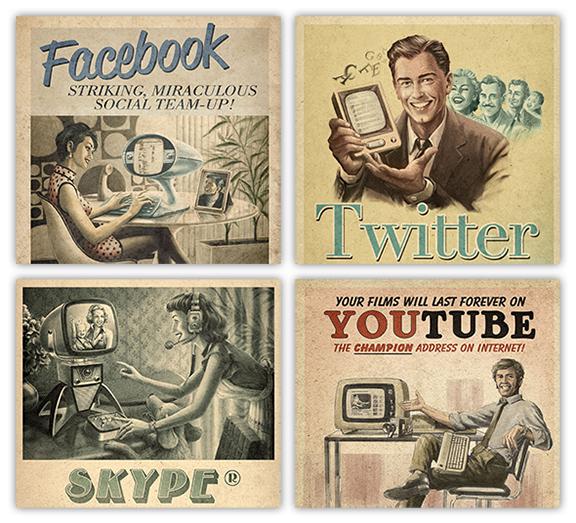 Facebook
STRIKING, MIRACULOUS
SOCIAL TEAM-UP!
Twitter
SKYPE®
YOUR FILMS WILL LAST FOREVER ON
YOUTUBE
THE CHAMPION ADDRESS ON INTERNET!